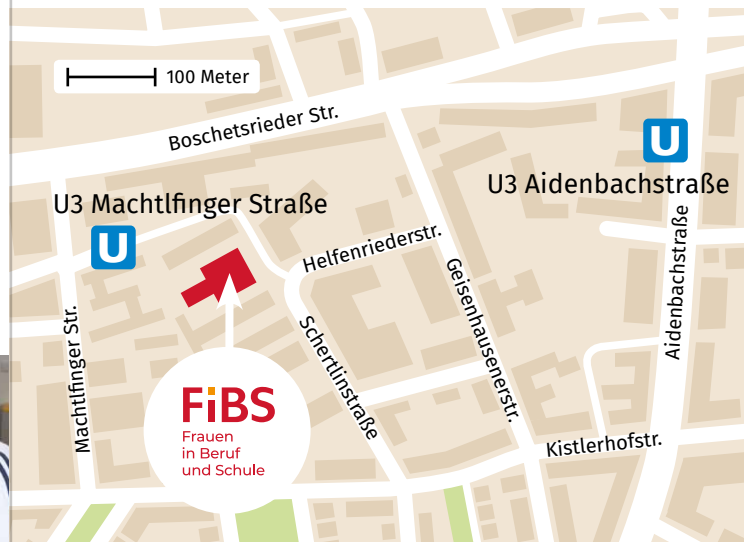 100 Meter
Boschetsrieder Str.
U
U3 Aidenbachstraße
U3 Machtlfinger Straße
U
Helfenriederstr.
Geisenhausenerstr.
Aidenbachstraße
Machtlfinger Str.
Schertlinstraße
FiBS
Frauen
in Beruf
und Schule
Kistlerhofstr.